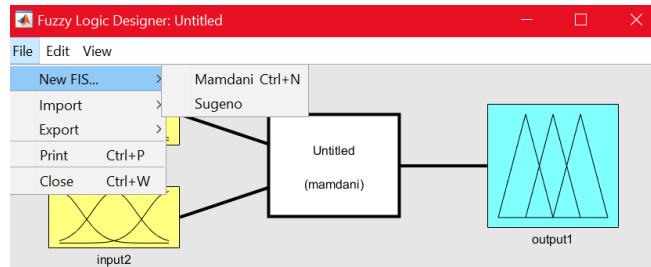 Fuzzy Logic Designer: Untitled
File Edit View
New FIS... >
Mamdani Ctrl+N
Import >
Sugeno
Export >
Print Ctrl+P
Close Ctrl+W
Untitled
(mamdani)
output1
input2